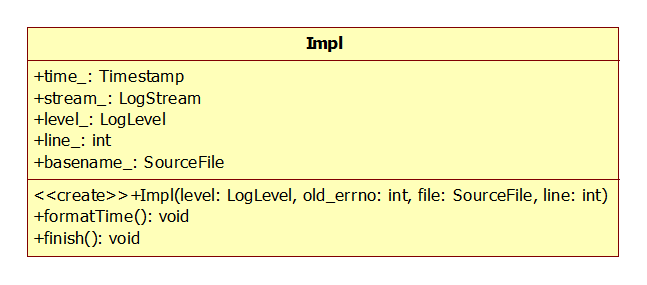 Impl
+time_: Timestamp
+stream_: LogStream
+level_: LogLevel
+line_: int
+basename_: SourceFile
<<create>>+Impl(level: LogLevel, old_errno: int, file: SourceFile, line: int)
+formatTime(): void
+finish(): void